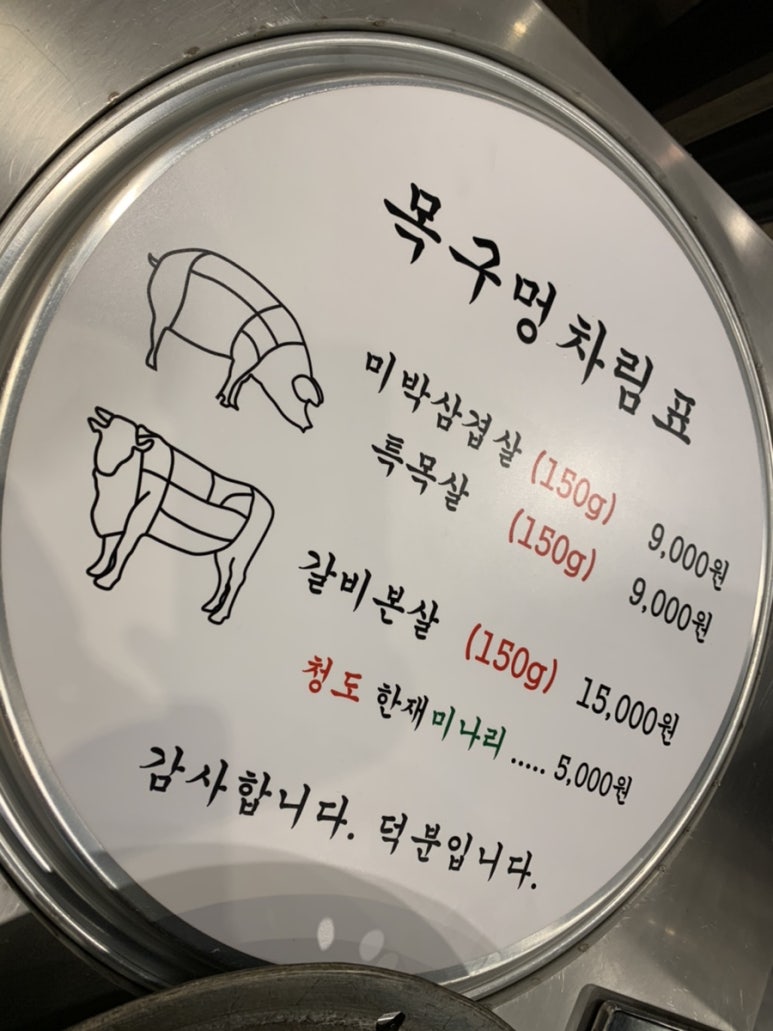 목구멍차림표
미박삼겹살 (150g) 9,000원
특목살 (150g) 9,000원
갈비본살 (150g) 15,000원
청도 한재미나리 ..... 5,000원
감사합니다. 덕분입니다.